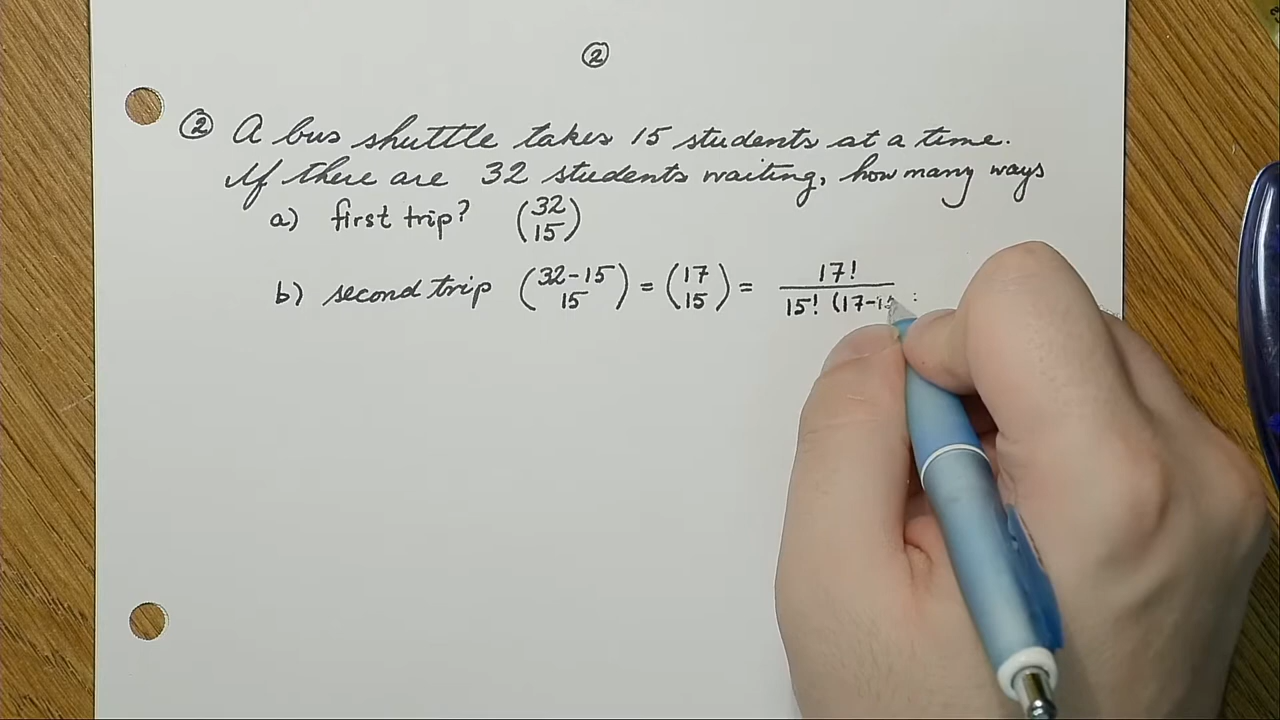 ②
② A bus shuttle takes 15 students at a time.
If there are 32 students waiting, how many ways
a) first trip? (32 15)
b) second trip (32-15 15) = (17 15) = 17! / 15! (17-15